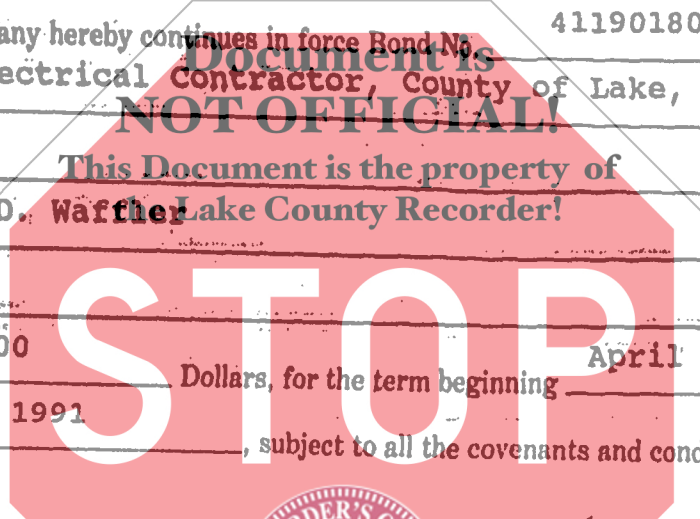 any hereby continues in force Bond No. 41190180
Document is
ectrical Contractor, County of Lake,
NOT OFFICIAL!
This Document is the property of
O. Waffler
the Lake County Recorder!
STOP
00
April
Dollars, for the term beginning
1991
, subject to all the covenants and cond
DER'S